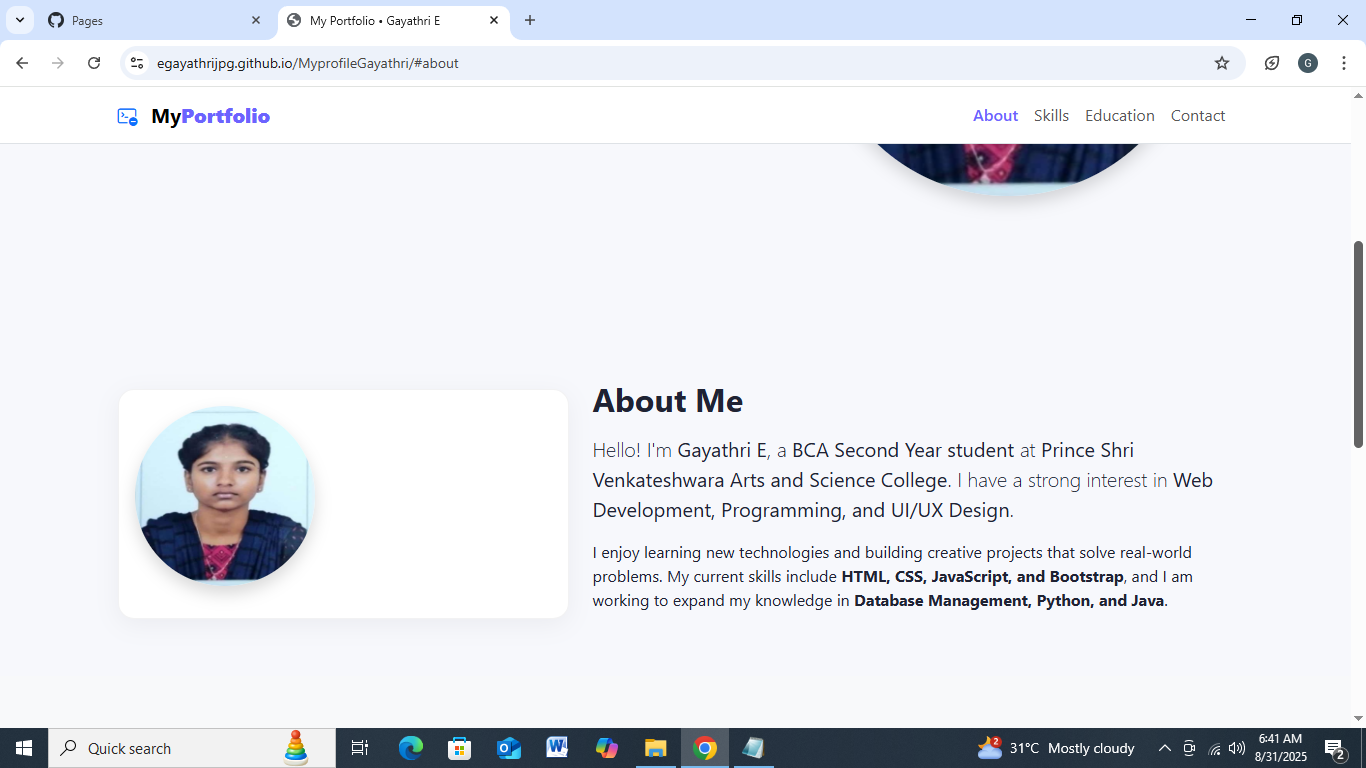 Pages
My Portfolio • Gayathri E
egayathrijpg.github.io/MyprofileGayathri/#about
G
MyPortfolio
About Skills Education Contact
About Me
Hello! I'm Gayathri E, a BCA Second Year student at Prince Shri
Venkateshwara Arts and Science College. I have a strong interest in Web
Development, Programming, and UI/UX Design.
I enjoy learning new technologies and building creative projects that solve real-world
problems. My current skills include HTML, CSS, JavaScript, and Bootstrap, and I am
working to expand my knowledge in Database Management, Python, and Java.
Quick search
2
31°C Mostly cloudy
6:41 AM
8/31/2025
2